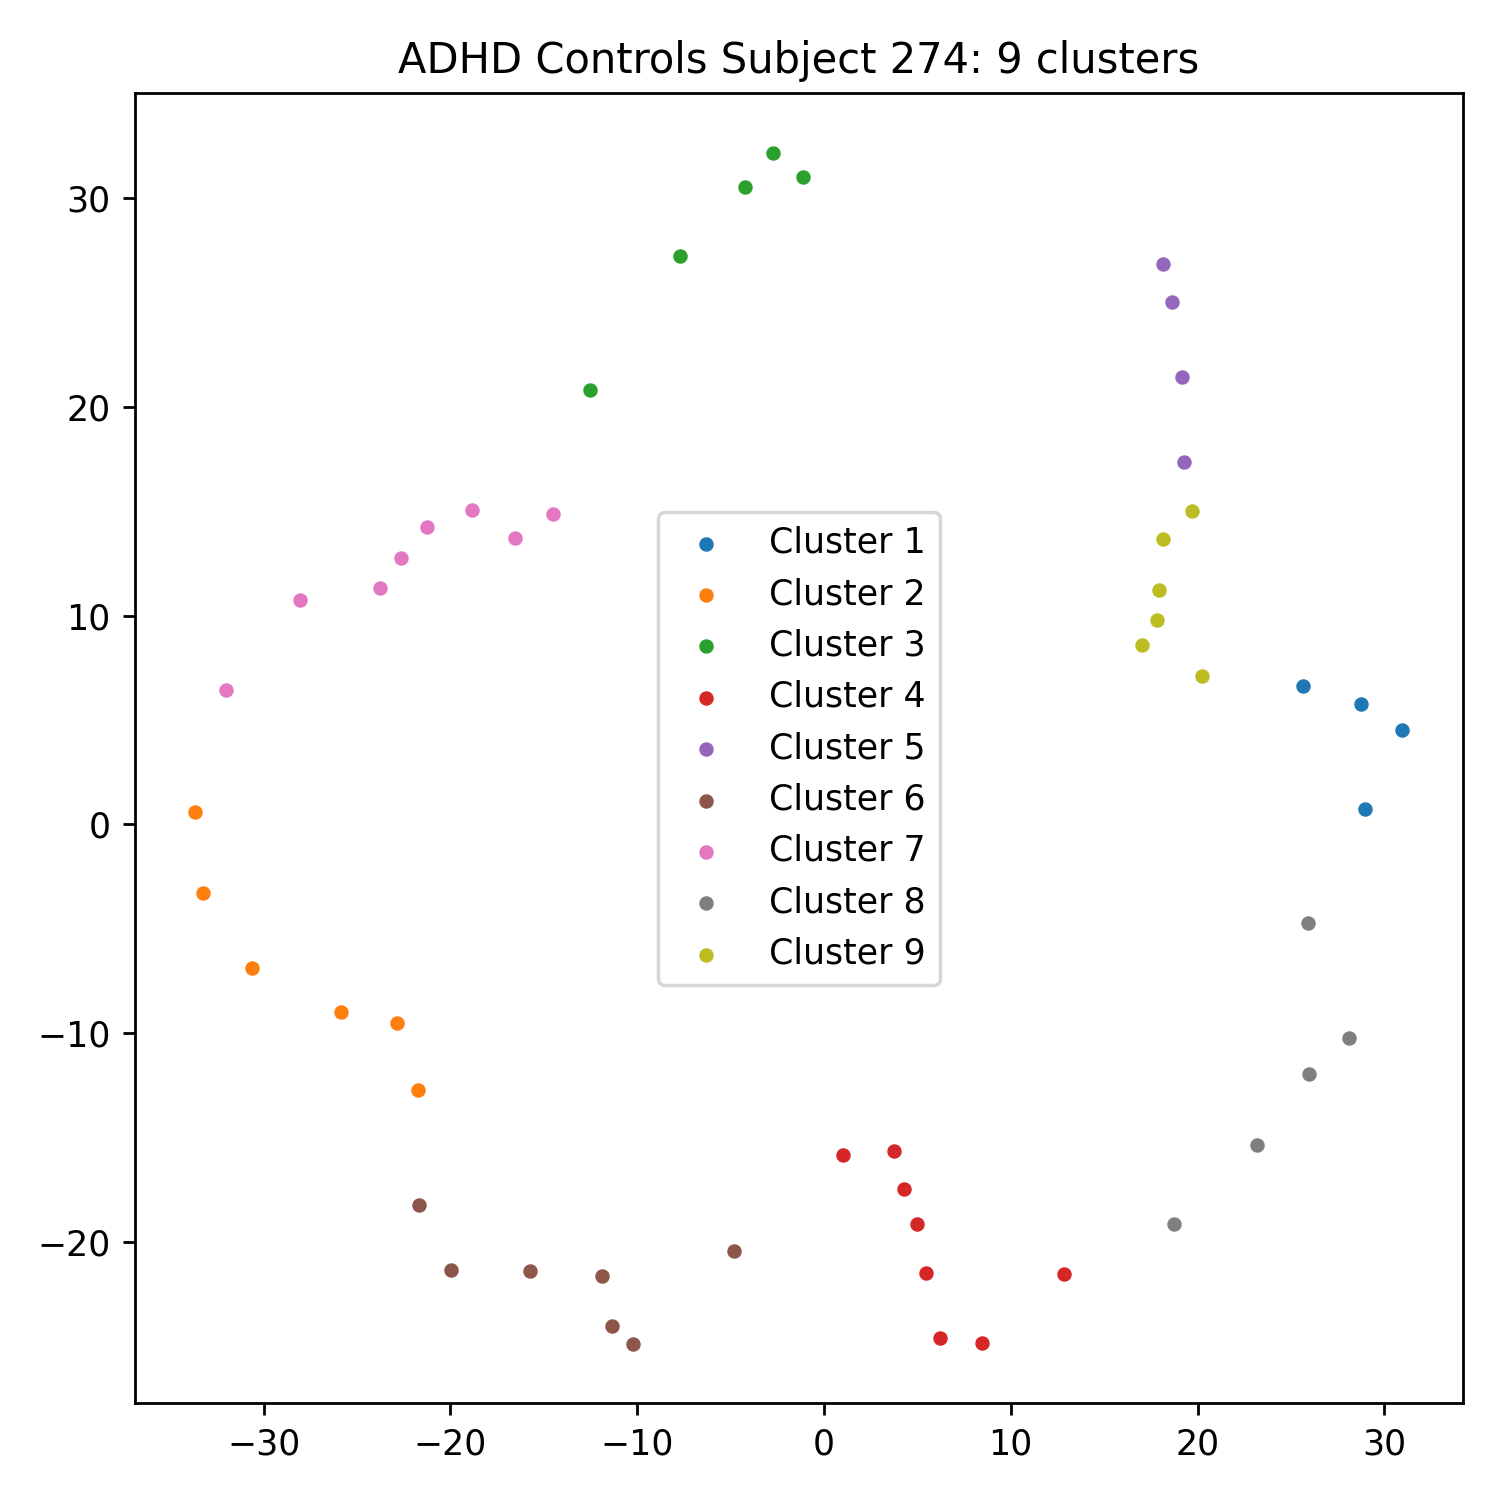 ADHD Controls Subject 274: 9 clusters
30
20
10
0
−10
−20
Cluster 1
Cluster 2
Cluster 3
Cluster 4
Cluster 5
Cluster 6
Cluster 7
Cluster 8
Cluster 9
−30 −20 −10 0 10 20 30